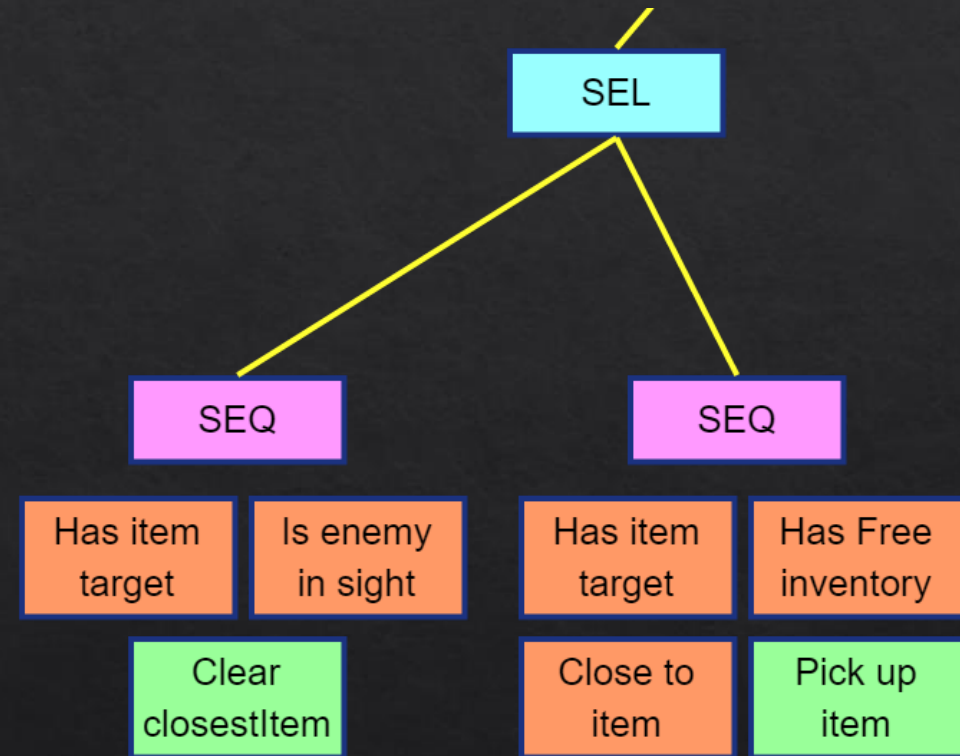 SEL
SEQ
SEQ
Has item
target
Is enemy
in sight
Has item
target
Has Free
inventory
Clear
closestItem
Close to
item
Pick up
item